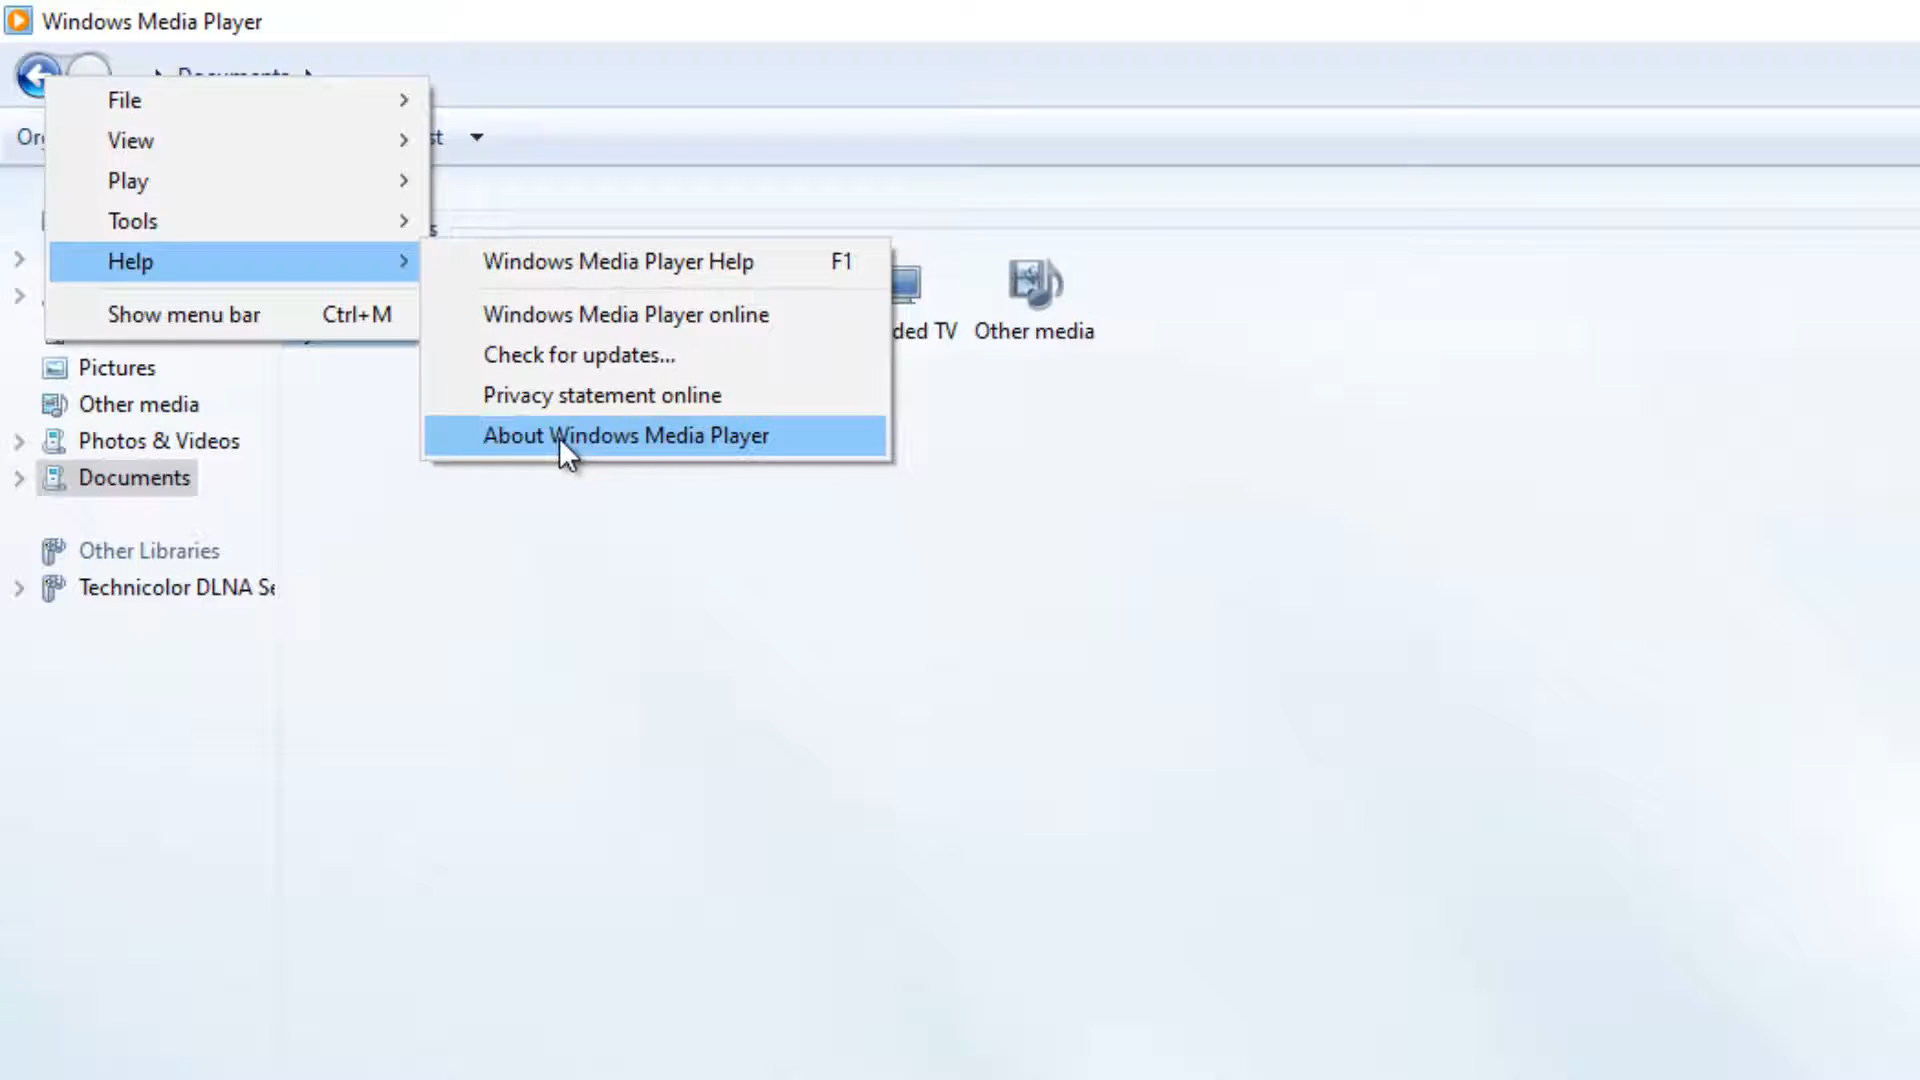 Windows Media Player
Documents
File
View
Play
Tools
Help
Show menu bar Ctrl+M
Windows Media Player Help F1
Windows Media Player online
Check for updates...
Privacy statement online
About Windows Media Player
Other media
Pictures
Other media
Photos & Videos
Documents
Other Libraries
Technicolor DLNA Se